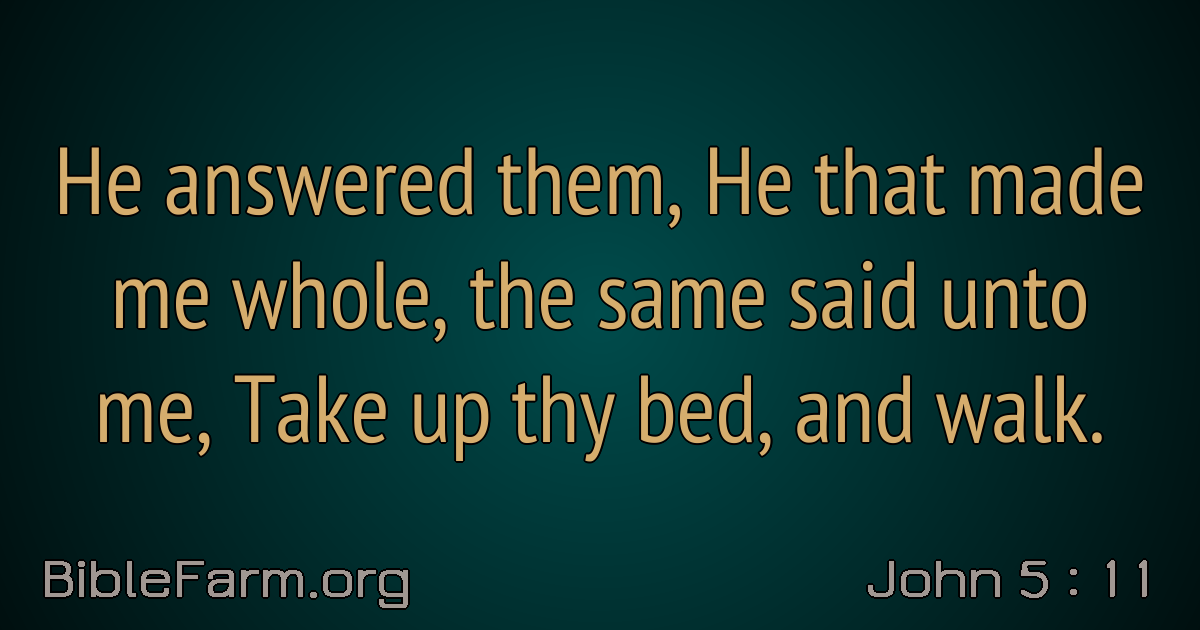 He answered them, He that made
me whole, the same said unto
me, Take up thy bed, and walk.
BibleFarm.org
John 5 : 11